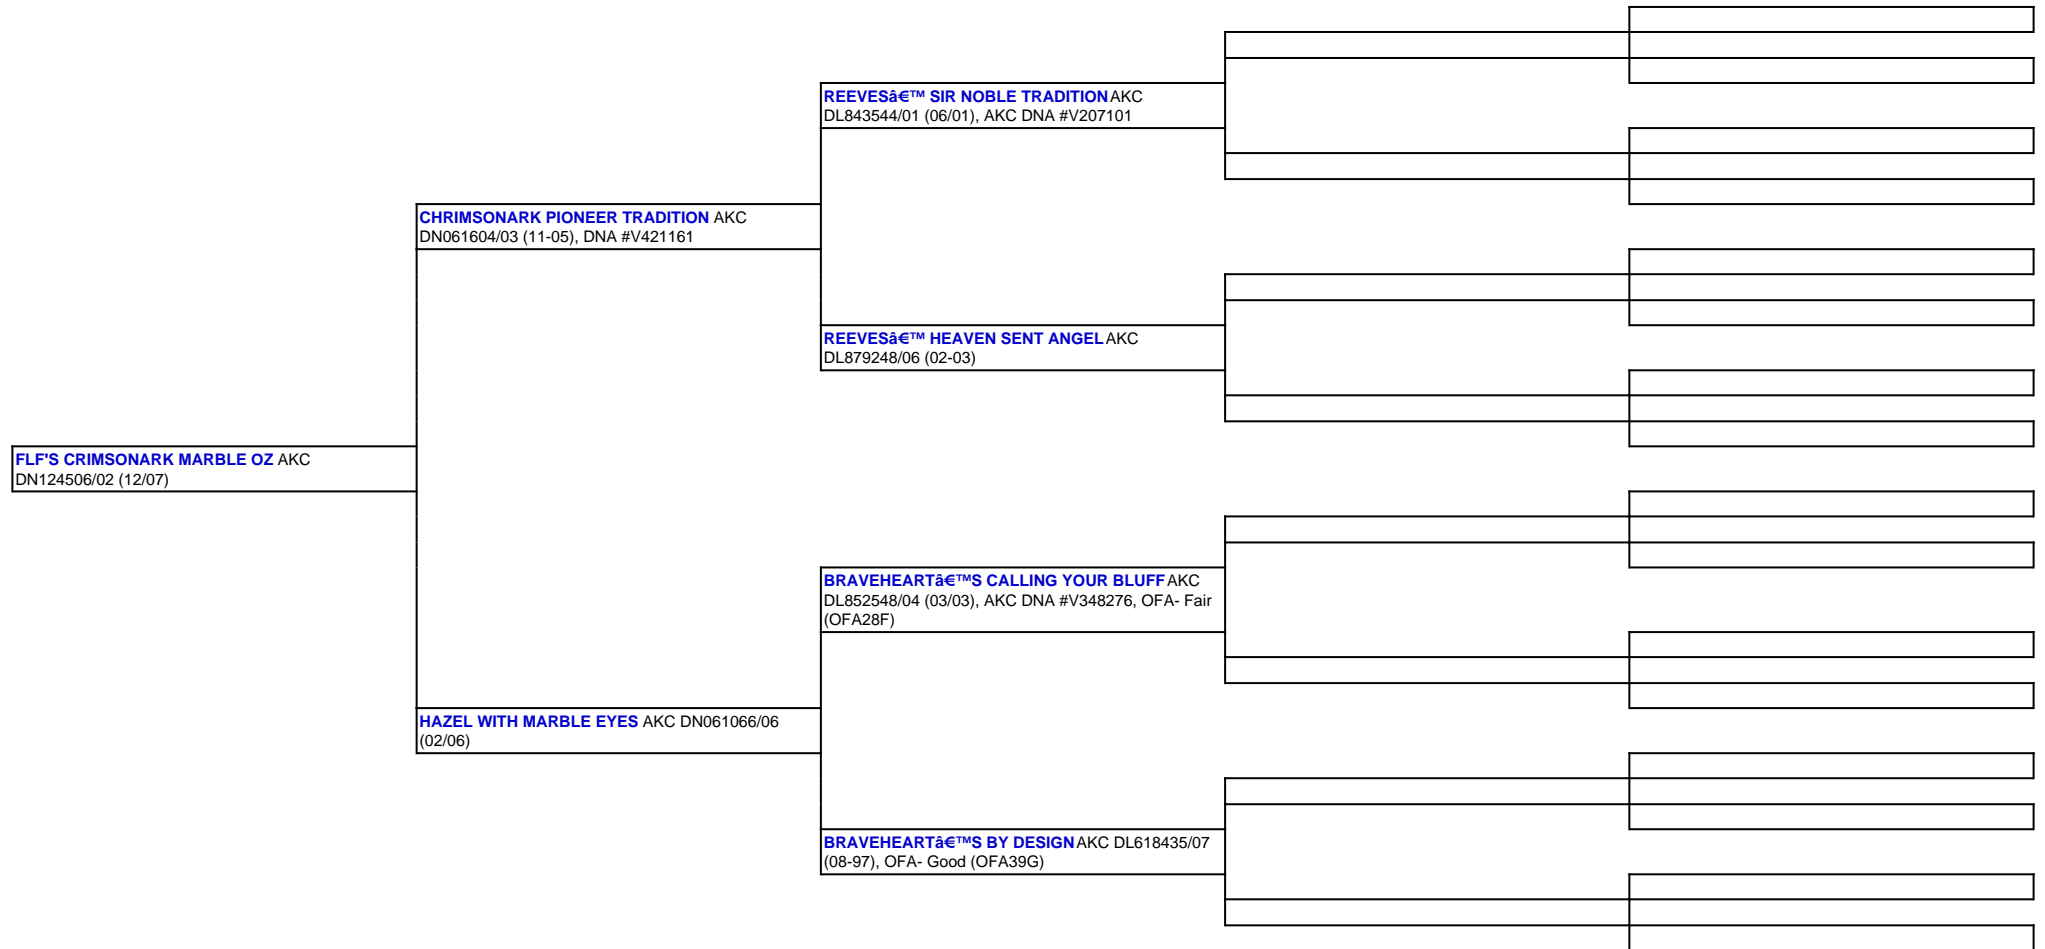 REEVESâ€™ SIR NOBLE TRADITION AKC
DL843544/01 (06/01), AKC DNA #V207101
CHRIMSONARK PIONEER TRADITION AKC
DN061604/03 (11-05), DNA #V421161
REEVESâ€™ HEAVEN SENT ANGEL AKC
DL879248/06 (02-03)
FLF'S CRIMSONARK MARBLE OZ AKC
DN124506/02 (12/07)
BRAVEHEARTâ€™S CALLING YOUR BLUFF AKC
DL852548/04 (03/03), AKC DNA #V348276, OFA- Fair
(OFA28F)
HAZEL WITH MARBLE EYES AKC DN061066/06
(02/06)
BRAVEHEARTâ€™S BY DESIGN AKC DL618435/07
(08-97), OFA- Good (OFA39G)